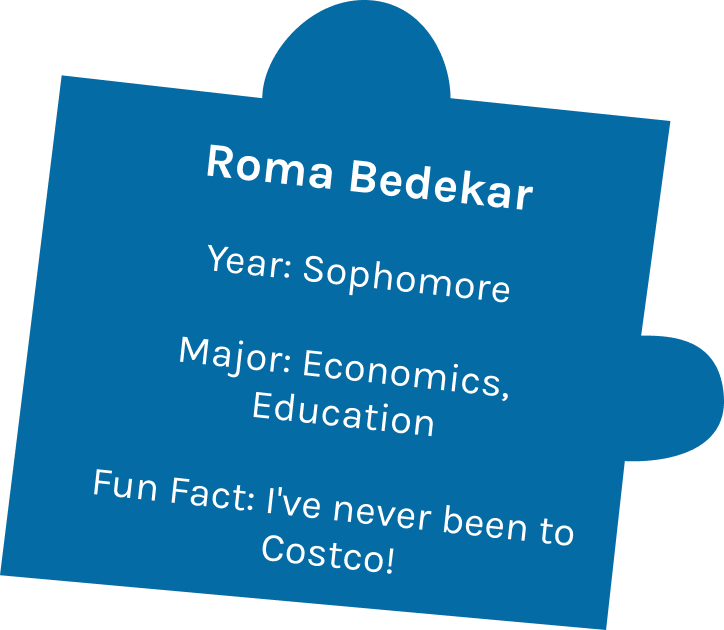 Roma Bedekar
Year: Sophomore
Major: Economics,
Education
Fun Fact: I've never been to
Costco!